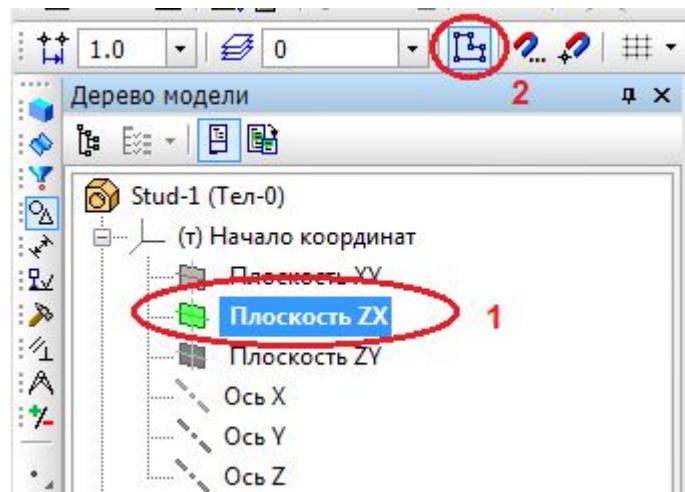 1.0 0
2
Дерево модели
Stud-1 (Тел-0)
(т) Начало координат
Плоскость XY
Плоскость ZX 1
Плоскость ZY
Ось X
Ось Y
Ось Z